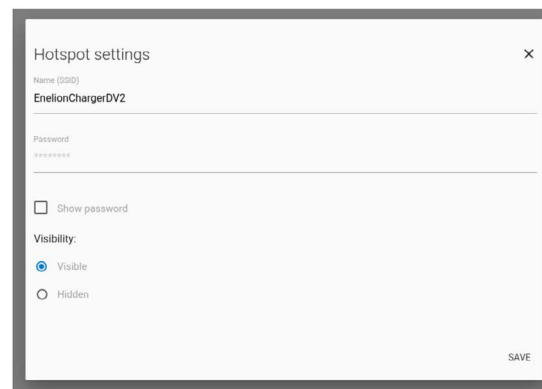 Hotspot settings
Name (SSID)
EnelionChargerDV2
Password
********
Show password
Visibility:
Visible
Hidden
SAVE